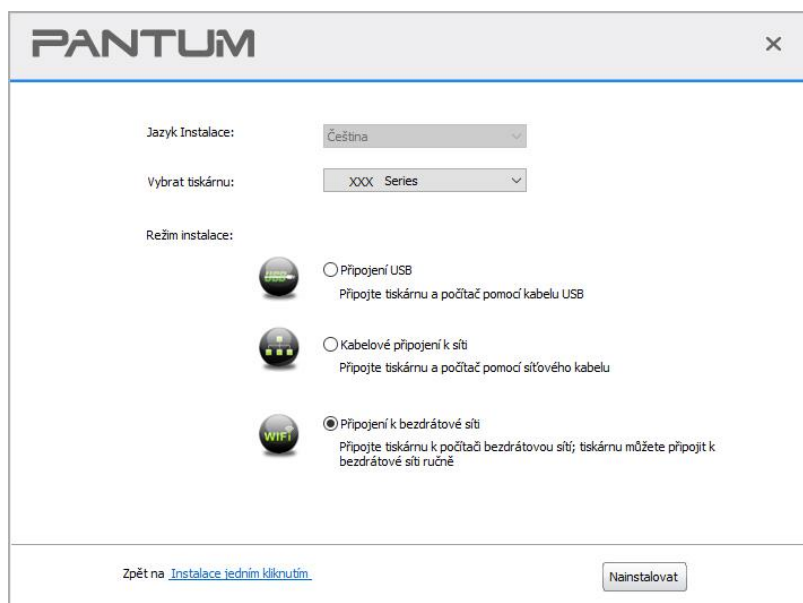 PANTUM
Jazyk Instalace:
Čeština
Vybrat tiskárnu:
XXX Series
Režim instalace:
USB
Připojení USB
Připojte tiskárnu a počítač pomocí kabelu USB
Kabelové připojení k síti
Připojte tiskárnu a počítač pomocí síťového kabelu
WiFi
Připojení k bezdrátové síti
Připojte tiskárnu k počítači bezdrátovou sítí; tiskárnu můžete připojit k
bezdrátové síti ručně
Zpět na Instalace jedním kliknutím
Nainstalovat